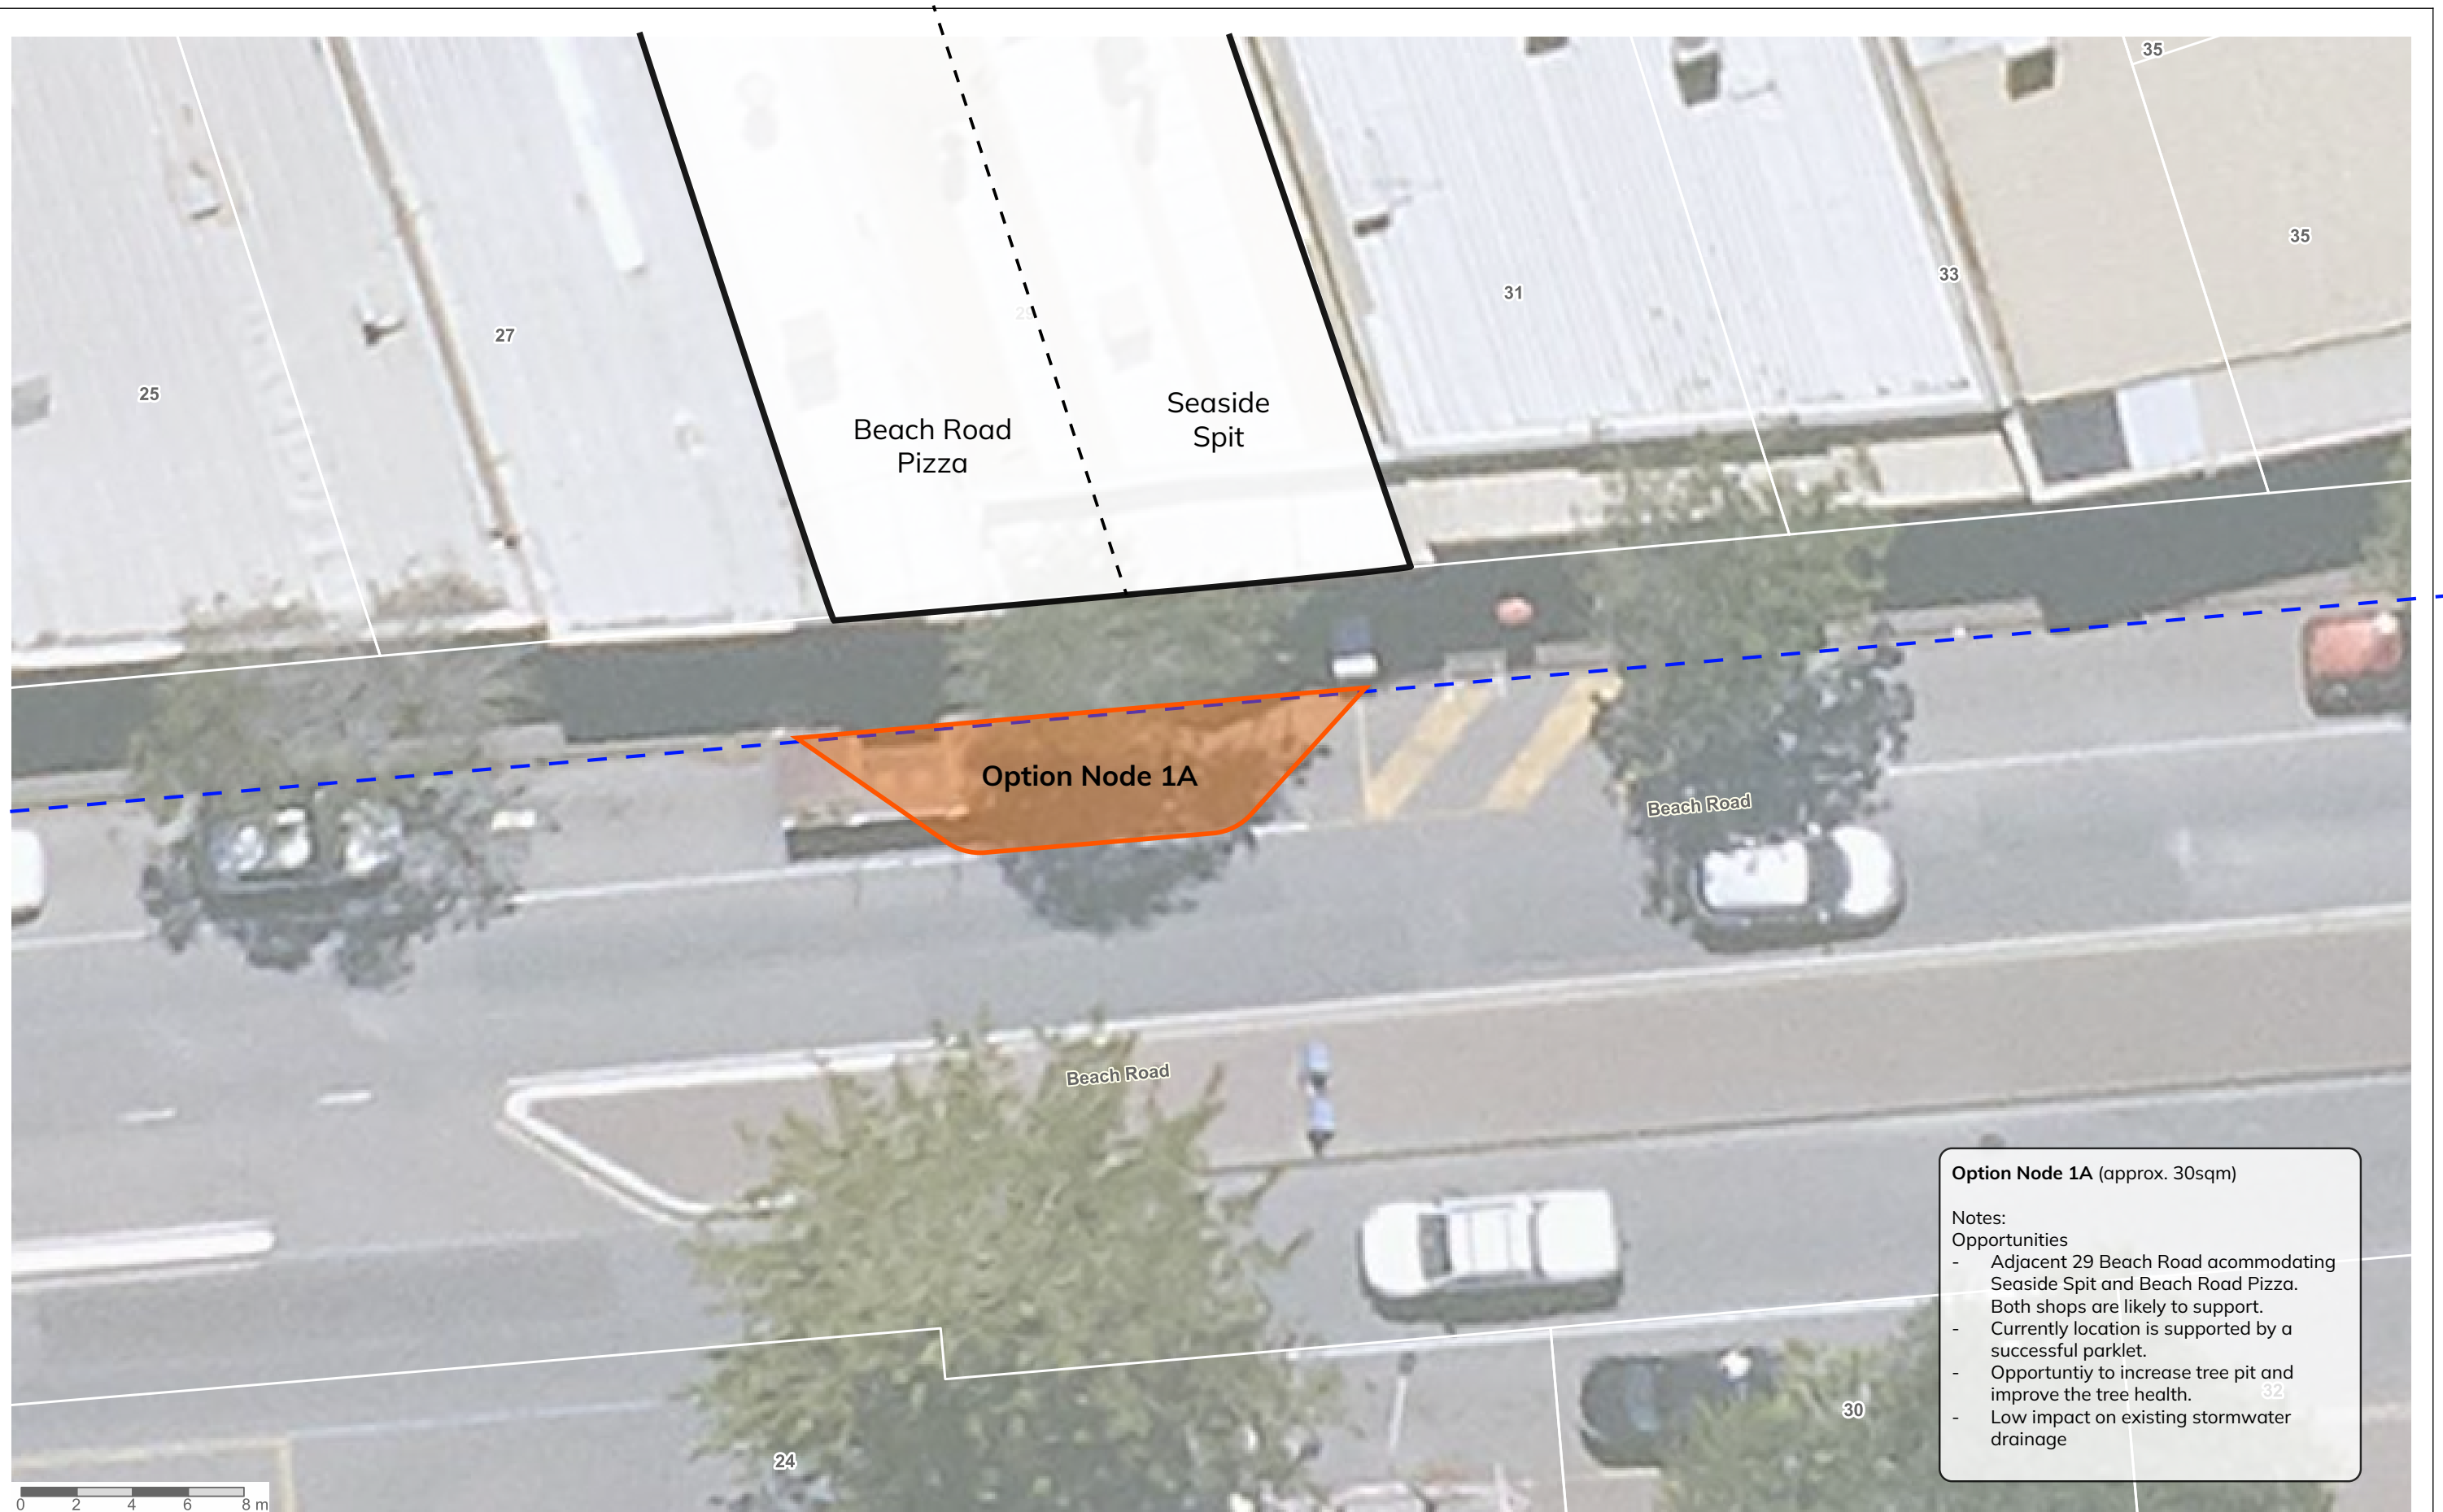 35
35
33
31
27
25
29
Seaside
Spit
Beach Road
Pizza
Option Node 1A
Beach Road
Beach Road
Option Node 1A (approx. 30sqm)
Notes:
Opportunities
- Adjacent 29 Beach Road acommodating
Seaside Spit and Beach Road Pizza.
Both shops are likely to support.
- Currently location is supported by a
successful parklet.
- Opportuntiy to increase tree pit and
improve the tree health.
- Low impact on existing stormwater
drainage
32
30
24
0 2 4 6 8 m